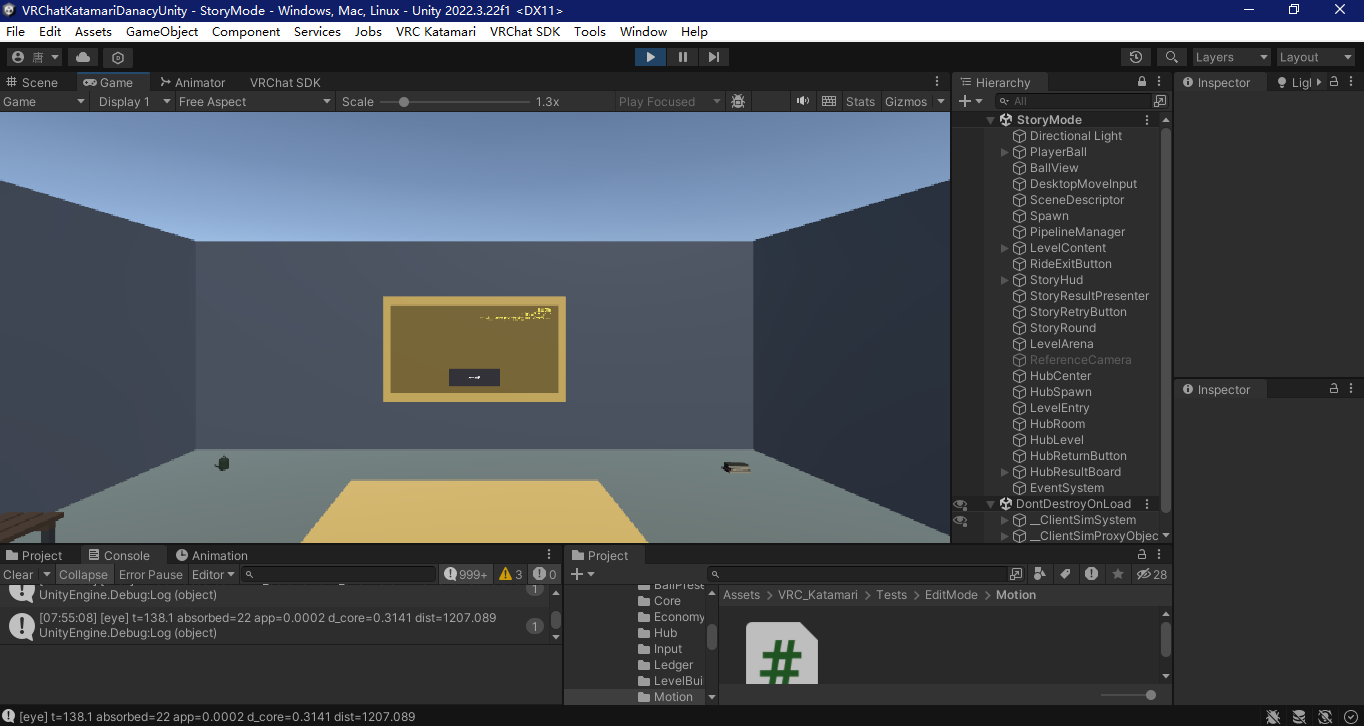 VRChatKatamariDanacyUnity - StoryMode - Windows, Mac, Linux - Unity 2022.3.22f1 <DX11>
File Edit Assets GameObject Component Services Jobs VRC Katamari VRChat SDK Tools Window Help
Layers Layout
Scene Game Animator VRChat SDK
Game Display 1 Free Aspect Scale 1.3x Play Focused Stats Gizmos
Hierarchy
All
StoryMode
Directional Light
PlayerBall
BallView
DesktopMoveInput
SceneDescriptor
Spawn
PipelineManager
LevelContent
RideExitButton
StoryHud
StoryResultPresenter
StoryRetryButton
StoryRound
LevelArena
ReferenceCamera
HubCenter
HubSpawn
LevelEntry
HubRoom
HubLevel
HubReturnButton
HubResultBoard
EventSystem
DontDestroyOnLoad
__ClientSimSystem
__ClientSimProxyObjec
Inspector Ligl
Inspector
Project Console Animation
Clear Collapse Error Pause Editor 999+ 3 0
UnityEngine.Debug:Log (object) 1
[07:55:08] [eye] t=138.1 absorbed=22 app=0.0002 d_core=0.3141 dist=1207.089
UnityEngine.Debug:Log (object) 1
Project
28
Core
Economy
Hub
Input
Ledger
LevelBui
Motion
Assets > VRC_Katamari > Tests > EditMode > Motion
#
[eye] t=138.1 absorbed=22 app=0.0002 d_core=0.3141 dist=1207.089